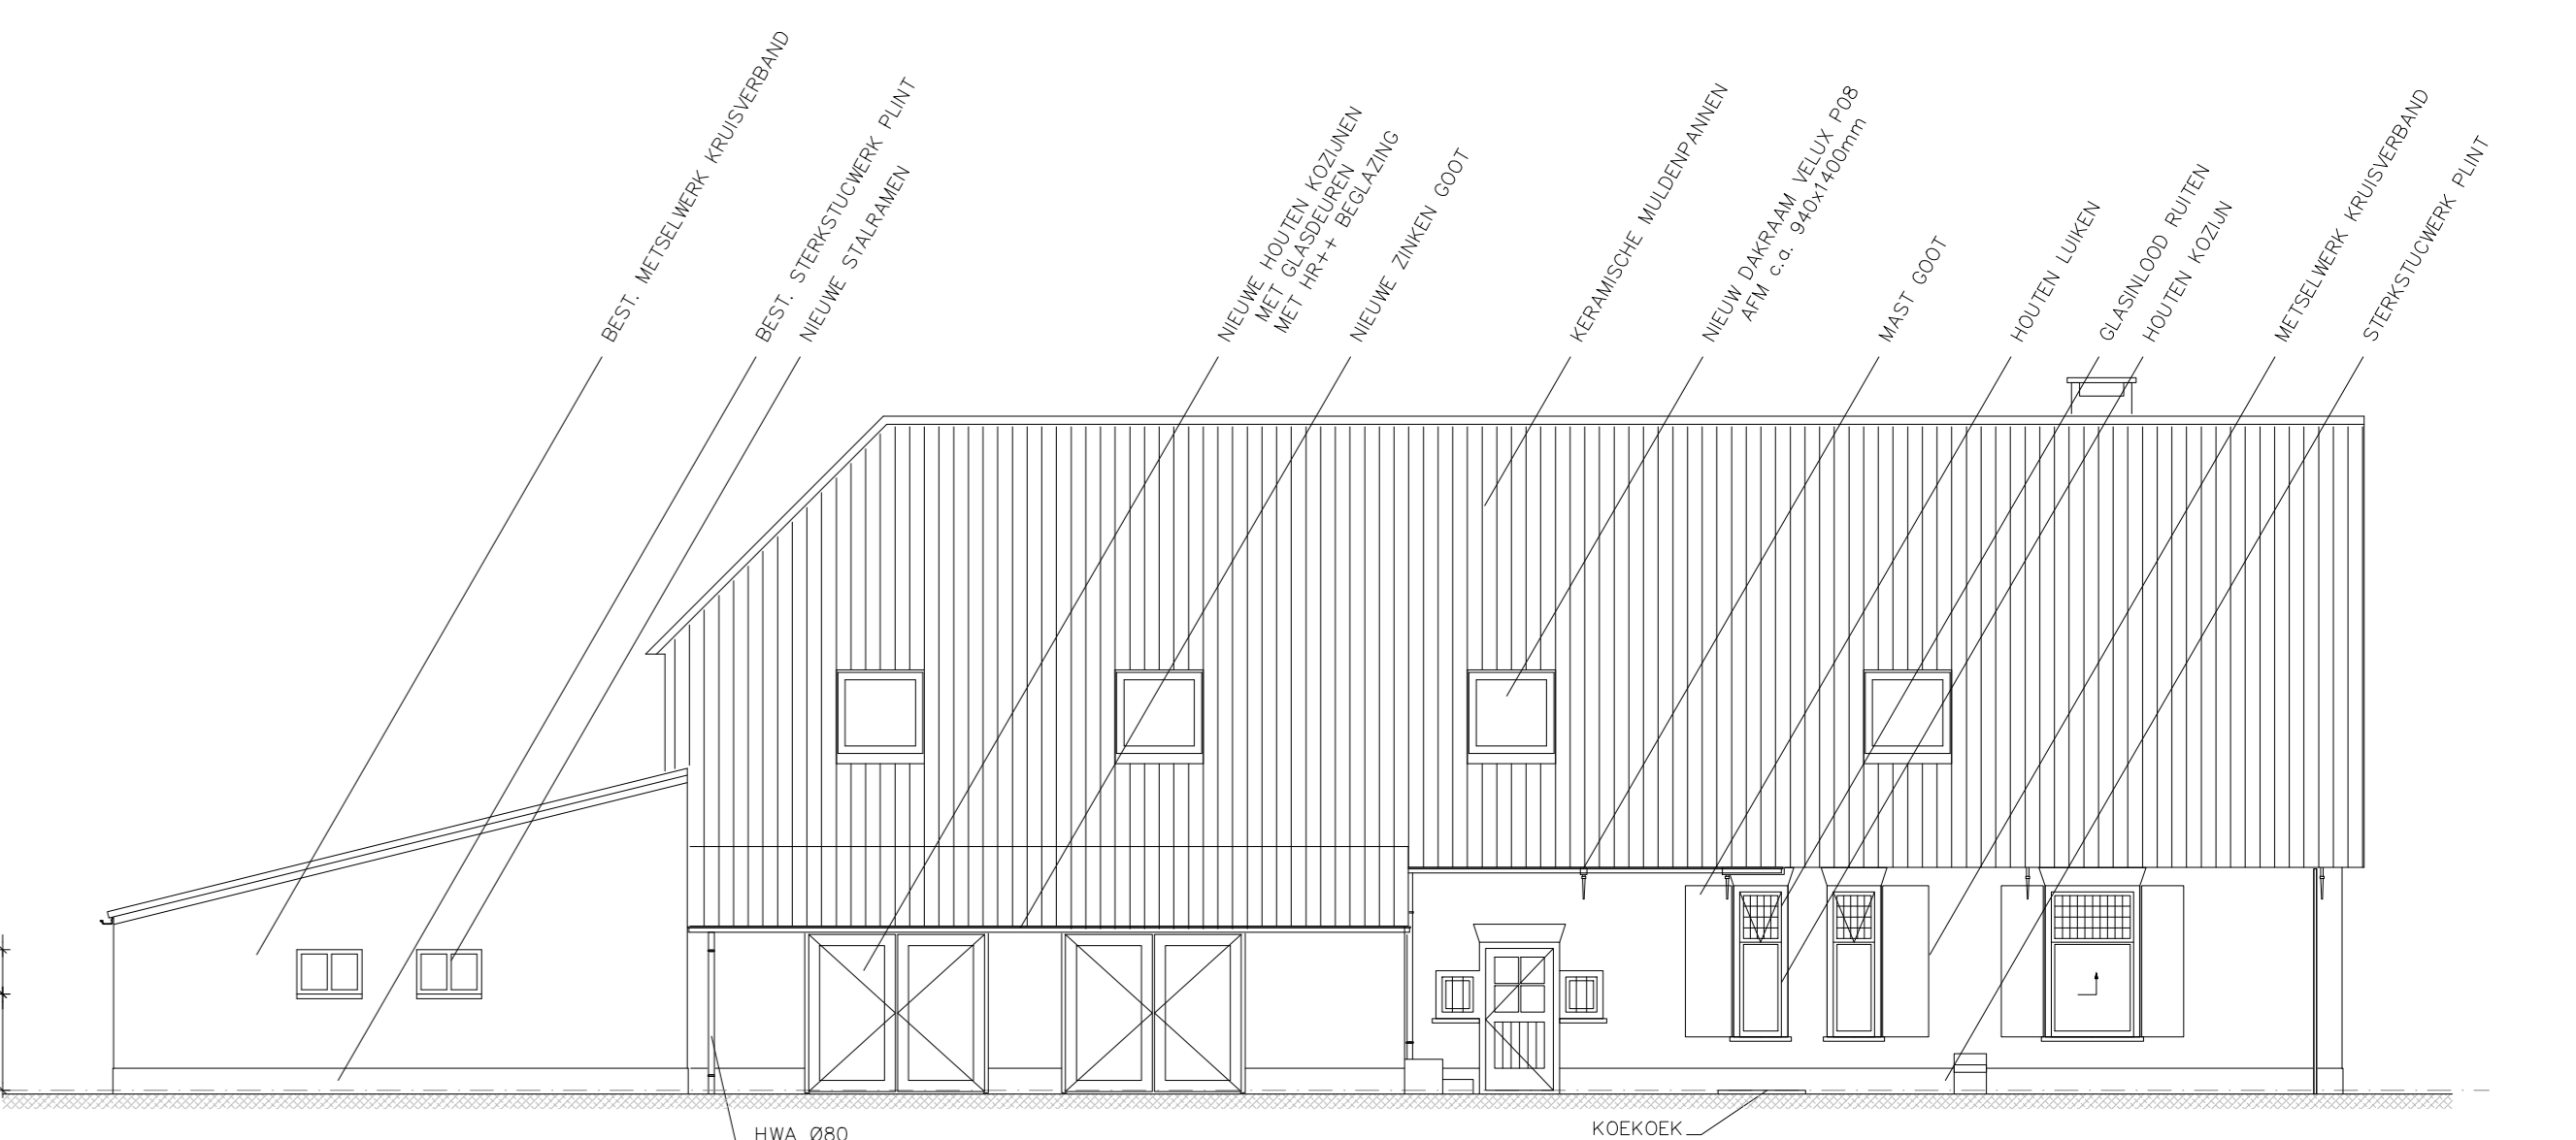 BEST. METSELWERK KRUISVERBAND
BEST. STERKSTUCWERK PLINT
NIEUWE STALRAMEN
NIEUWE HOUTEN KOZIJNEN
MET GLASDEUREN
MET HR++ BEGLAZING
NIEUWE ZINKEN GOOT
KERAMISCHE MULDENPANNEN
NIEUW DAKRAAM VELUX P08
AFM c.a. 940x1400mm
MAST GOOT
HOUTEN LUIKEN
GLASINLOOD RUITEN
HOUTEN KOZIJN
METSELWERK KRUISVERBAND
STERKSTUCWERK PLINT
HWA Ø80
KOEKOEK